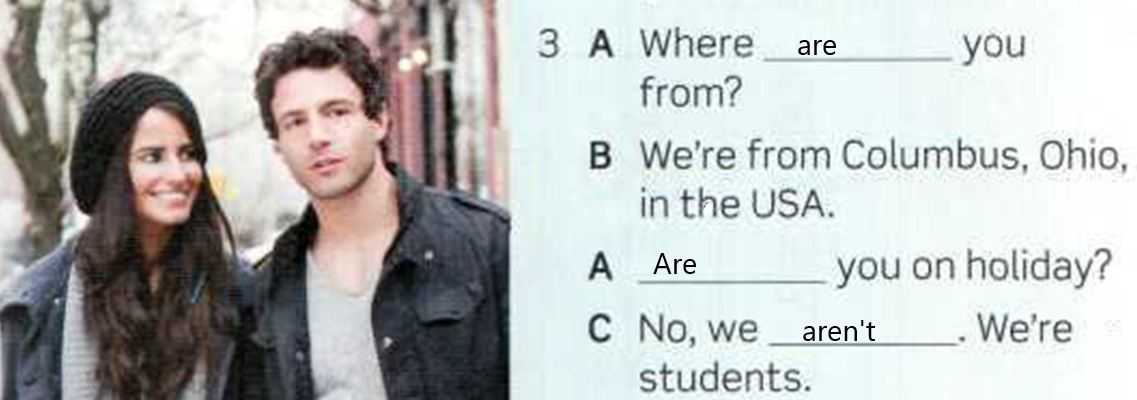 3 A Where are you
from?
B We're from Columbus, Ohio,
in the USA.
A Are you on holiday?
C No, we aren't. We're
students.